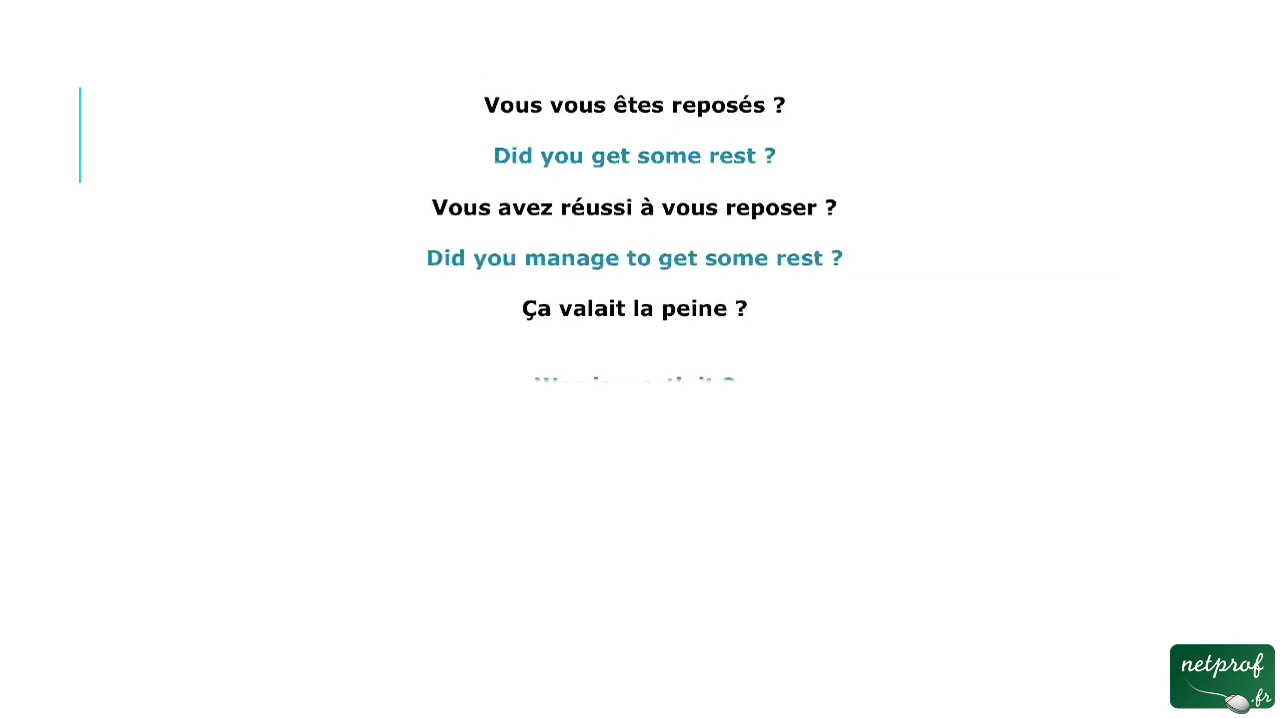 Vous vous êtes reposés ?
Did you get some rest ?
Vous avez réussi à vous reposer ?
Did you manage to get some rest ?
Ça valait la peine ?
netprof
.fr